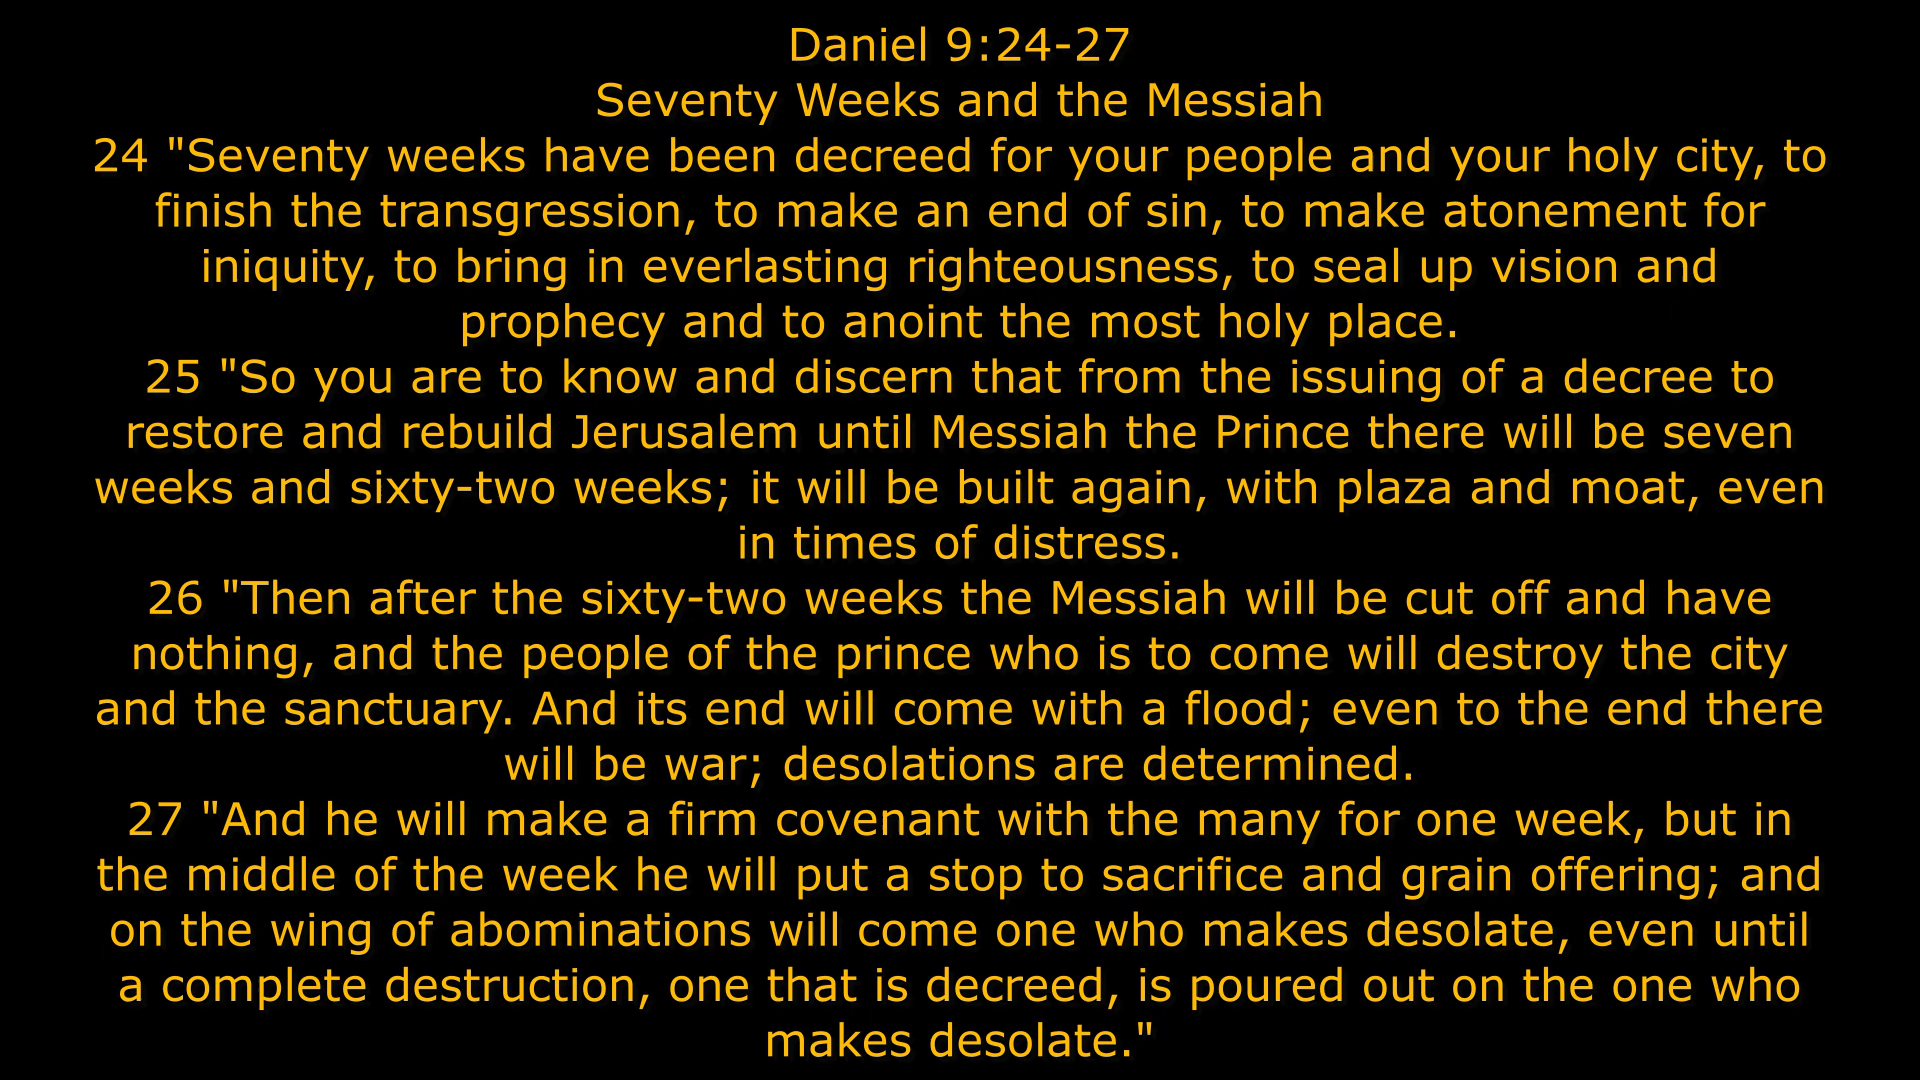 Daniel 9:24-27
Seventy Weeks and the Messiah
24 "Seventy weeks have been decreed for your people and your holy city, to
finish the transgression, to make an end of sin, to make atonement for
iniquity, to bring in everlasting righteousness, to seal up vision and
prophecy and to anoint the most holy place.
25 "So you are to know and discern that from the issuing of a decree to
restore and rebuild Jerusalem until Messiah the Prince there will be seven
weeks and sixty-two weeks; it will be built again, with plaza and moat, even
in times of distress.
26 "Then after the sixty-two weeks the Messiah will be cut off and have
nothing, and the people of the prince who is to come will destroy the city
and the sanctuary. And its end will come with a flood; even to the end there
will be war; desolations are determined.
27 "And he will make a firm covenant with the many for one week, but in
the middle of the week he will put a stop to sacrifice and grain offering; and
on the wing of abominations will come one who makes desolate, even until
a complete destruction, one that is decreed, is poured out on the one who
makes desolate."